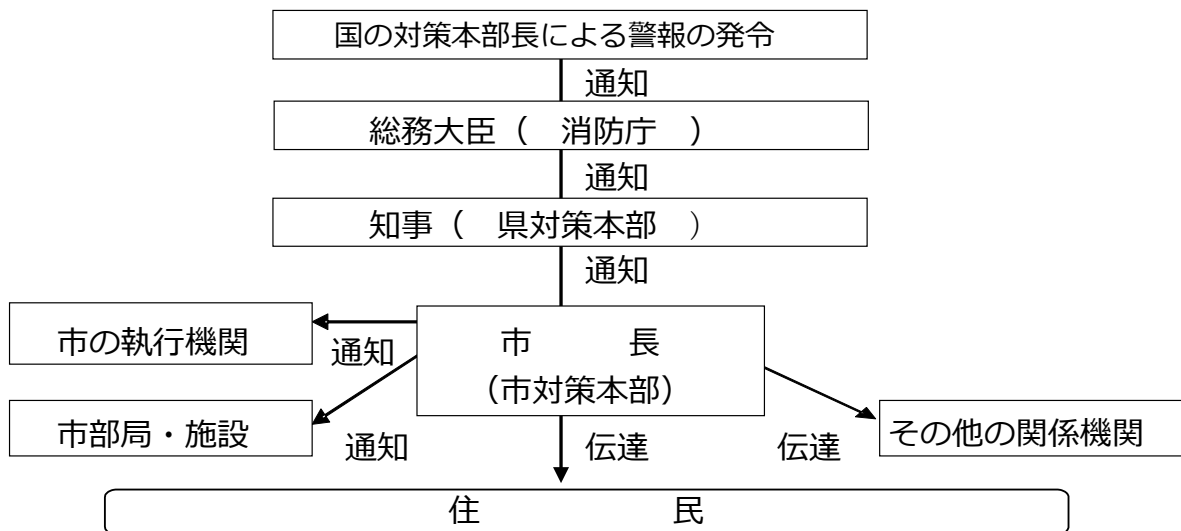 国の対策本部長による警報の発令
通知
総務大臣（　消防庁　）
通知
知事（　県対策本部　）
通知
市の執行機関
通知
市　　　長
（市対策本部）
市部局・施設
通知
伝達
伝達
その他の関係機関
住　　　　　　民